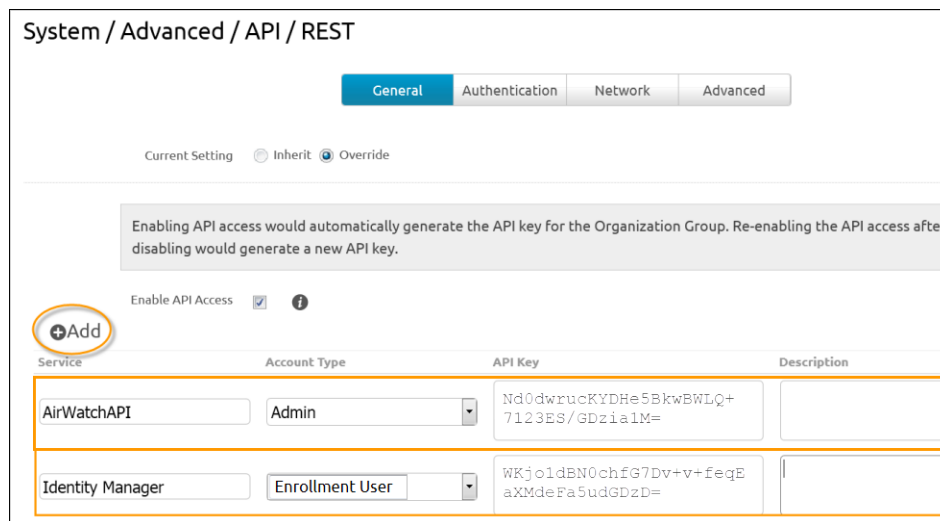 System / Advanced / API / REST
General Authentication Network Advanced
Current Setting Inherit Override
Enabling API access would automatically generate the API key for the Organization Group. Re-enabling the API access afte
disabling would generate a new API key.
Enable API Access
Add
Service Account Type API Key Description
AirWatchAPI Admin Nd0dwrucKYDHe5BkwBWLQ+
7123ES/GDzia1M=
Identity Manager Enrollment User WKjo1dBN0chfG7Dv+v+feqE
aXMdeFa5udGDzD=